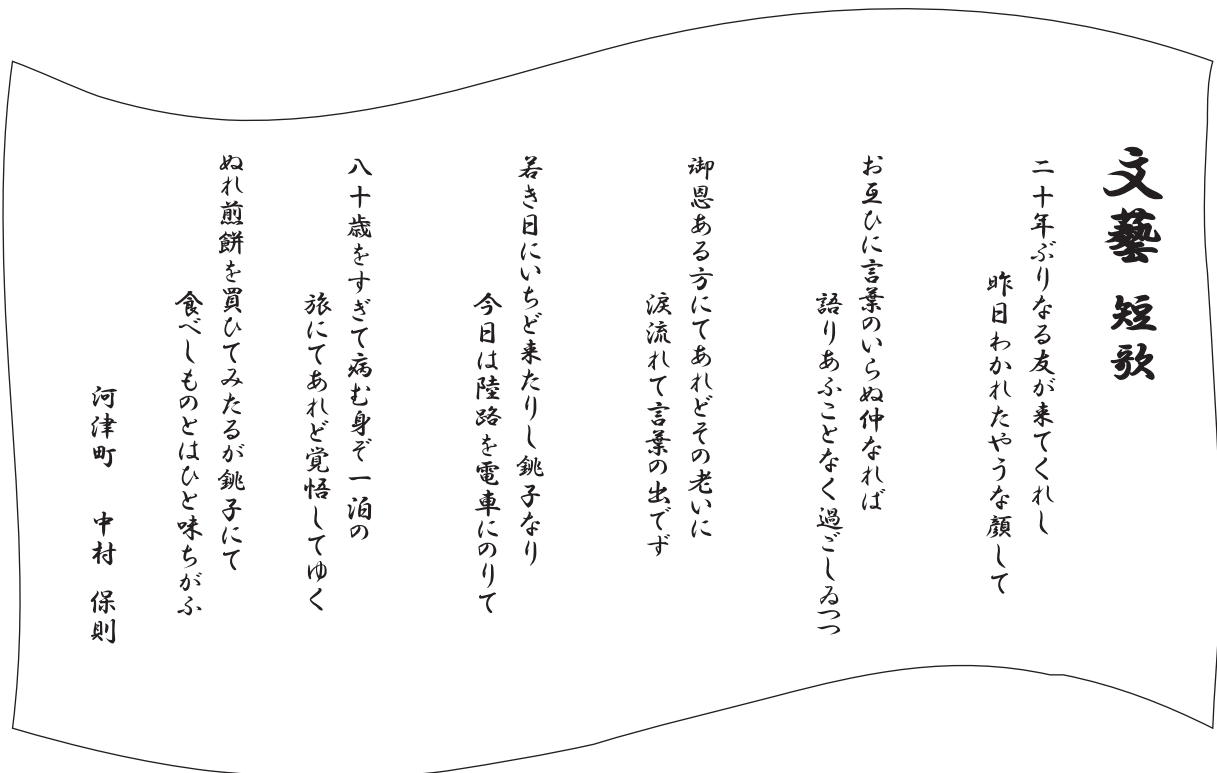 文藝 短歌
二十年ぶりなる友が来てくれし
昨日わかれたやうな顔して
お互ひに言葉のいらぬ仲なれば
語りあふことなく過ごしゐつつ
御恩ある方にてあれどその老いに
涙流れて言葉の出でず
若き日にいちど来たりし銚子なり
今日は陸路を電車にのりて
八十歳をすぎて病む身ぞ一泊の
旅にてあれど覚悟してゆく
ぬれ煎餅を買ひてみたるが銚子にて
食べしものとはひと味ちがふ
河津町 中村 保則